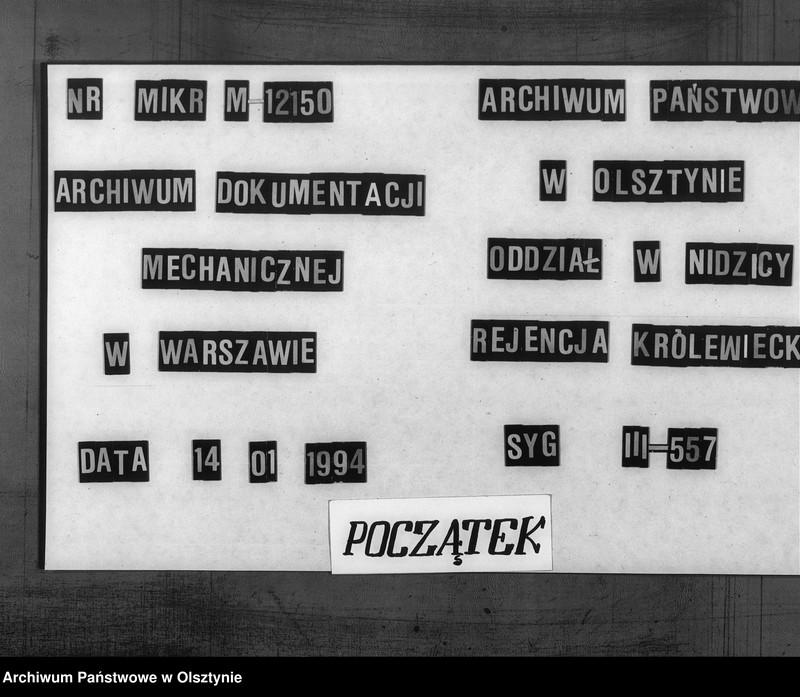 NR MIKR M-12150
ARCHIWUM DOKUMENTACJI
MECHANICZNEJ
W WARSZAWIE
DATA 14 01 1994
ARCHIWUM PAŃSTWOW
W OLSZTYNIE
ODDZIAŁ W NIDZICY
REJENCJA KRÒLEWIECK
SYG III-557
POCZĄTEK
Archiwum Państwowe w Olsztynie